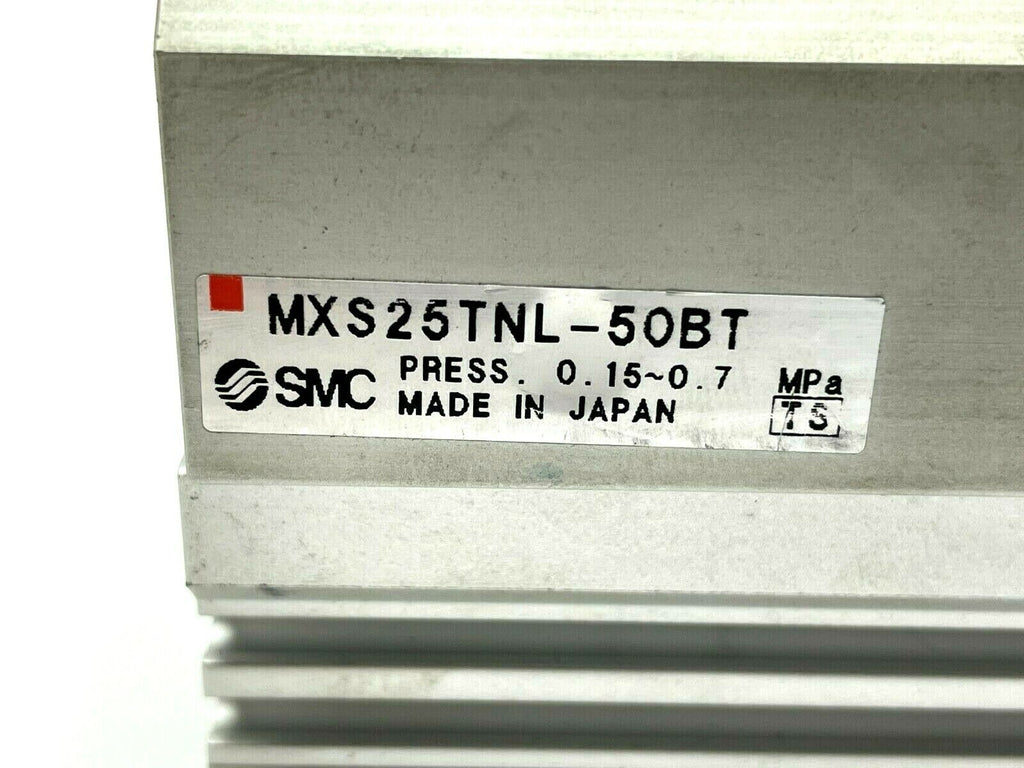 MXS25TNL-50BT
SMC PRESS. 0.15~0.7 MPa
MADE IN JAPAN TS